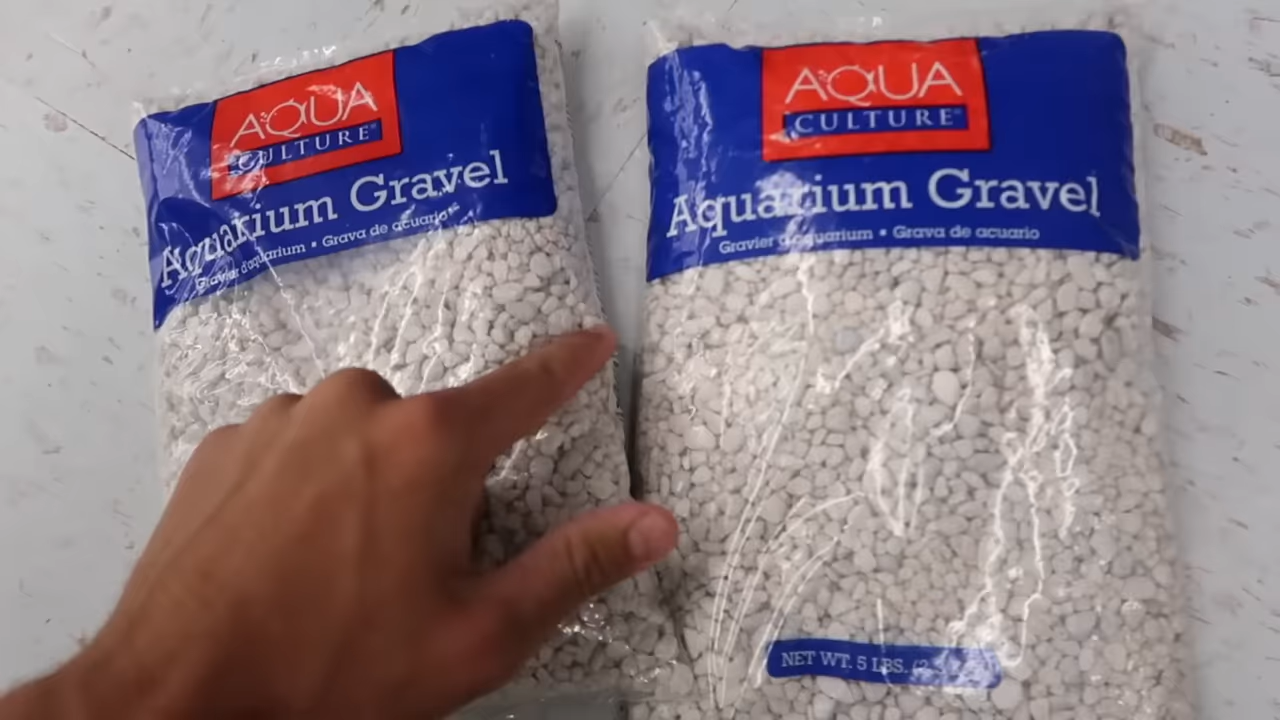 AQUA
CULTURE®
Aquarium Gravel
Gravier d'aquarium ▪ Grava de acuario
AQUA
CULTURE®
Aquarium Gravel
Gravier d'aquarium ▪ Grava de acuario
NET WT. 5 LBS.